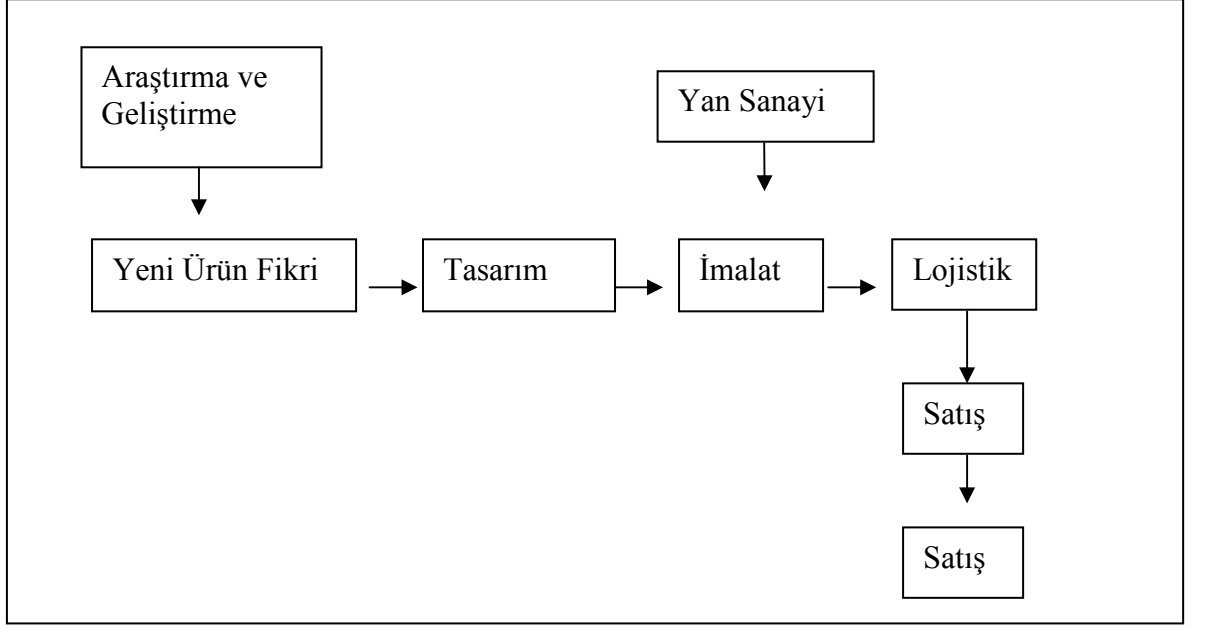 Araştırma ve
Geliştirme
Yan Sanayi
Yeni Ürün Fikri
Tasarım
İmalat
Lojistik
Satış
Satış